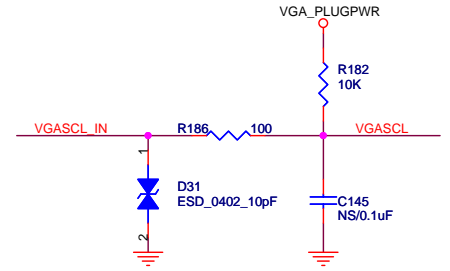 VGA_PLUGPWR
R182
10K
VGASCL_IN
R186
100
VGASCL
1
D31
ESD_0402_10pF
2
C145
NS/0.1uF